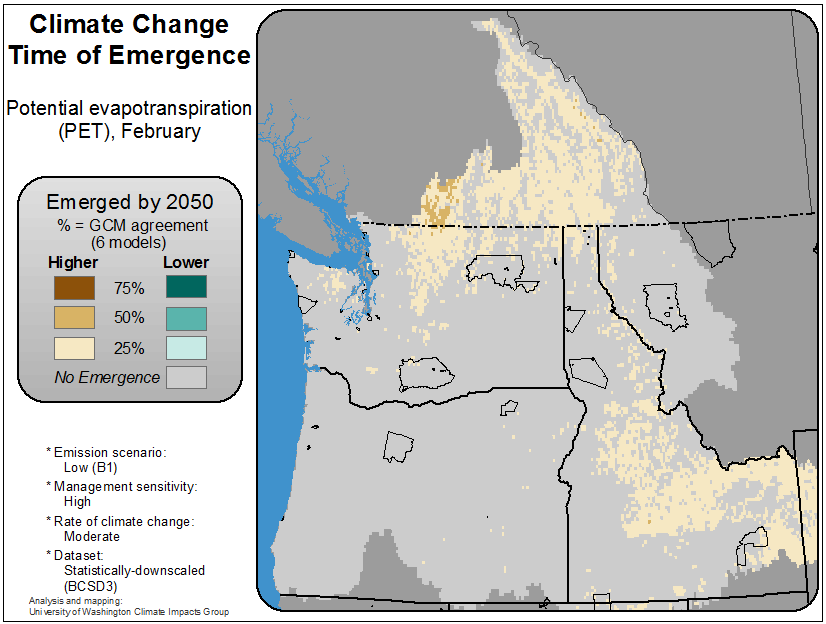 Climate Change
Time of Emergence
Potential evapotranspiration
(PET), February
Emerged by 2050
% = GCM agreement
(6 models)
Higher Lower
75%
50%
25%
No Emergence
* Emission scenario:
Low (B1)
* Management sensitivity:
High
* Rate of climate change:
Moderate
* Dataset:
Statistically-downscaled
(BCSD3)
Analysis and mapping:
University of Washington Climate Impacts Group